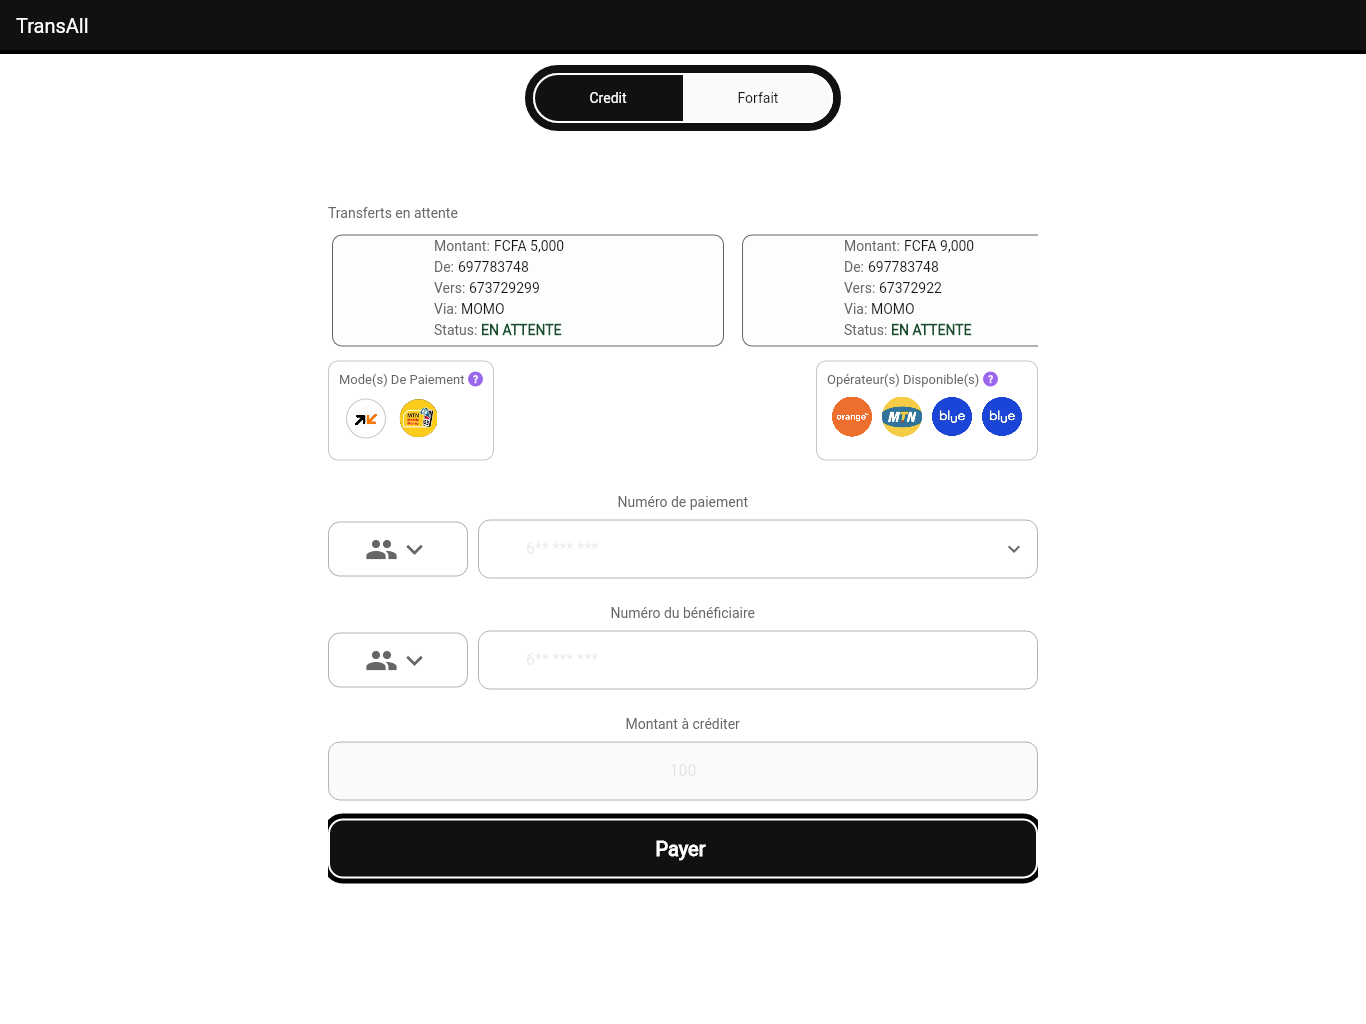 TransAll
Credit
Forfait
Transferts en attente
Montant: FCFA 5,000
De: 697783748
Vers: 673729299
Via: MOMO
Status: EN ATTENTE
Montant: FCFA 9,000
De: 697783748
Vers: 67372922
Via: MOMO
Status: EN ATTENTE
Mode(s) De Paiement ?
MTN
Opérateur(s) Disponible(s) ?
orange
MTN
blue
blue
Numéro de paiement
6** *** ***
Numéro du bénéficiaire
6** *** ***
Montant à créditer
100
Payer